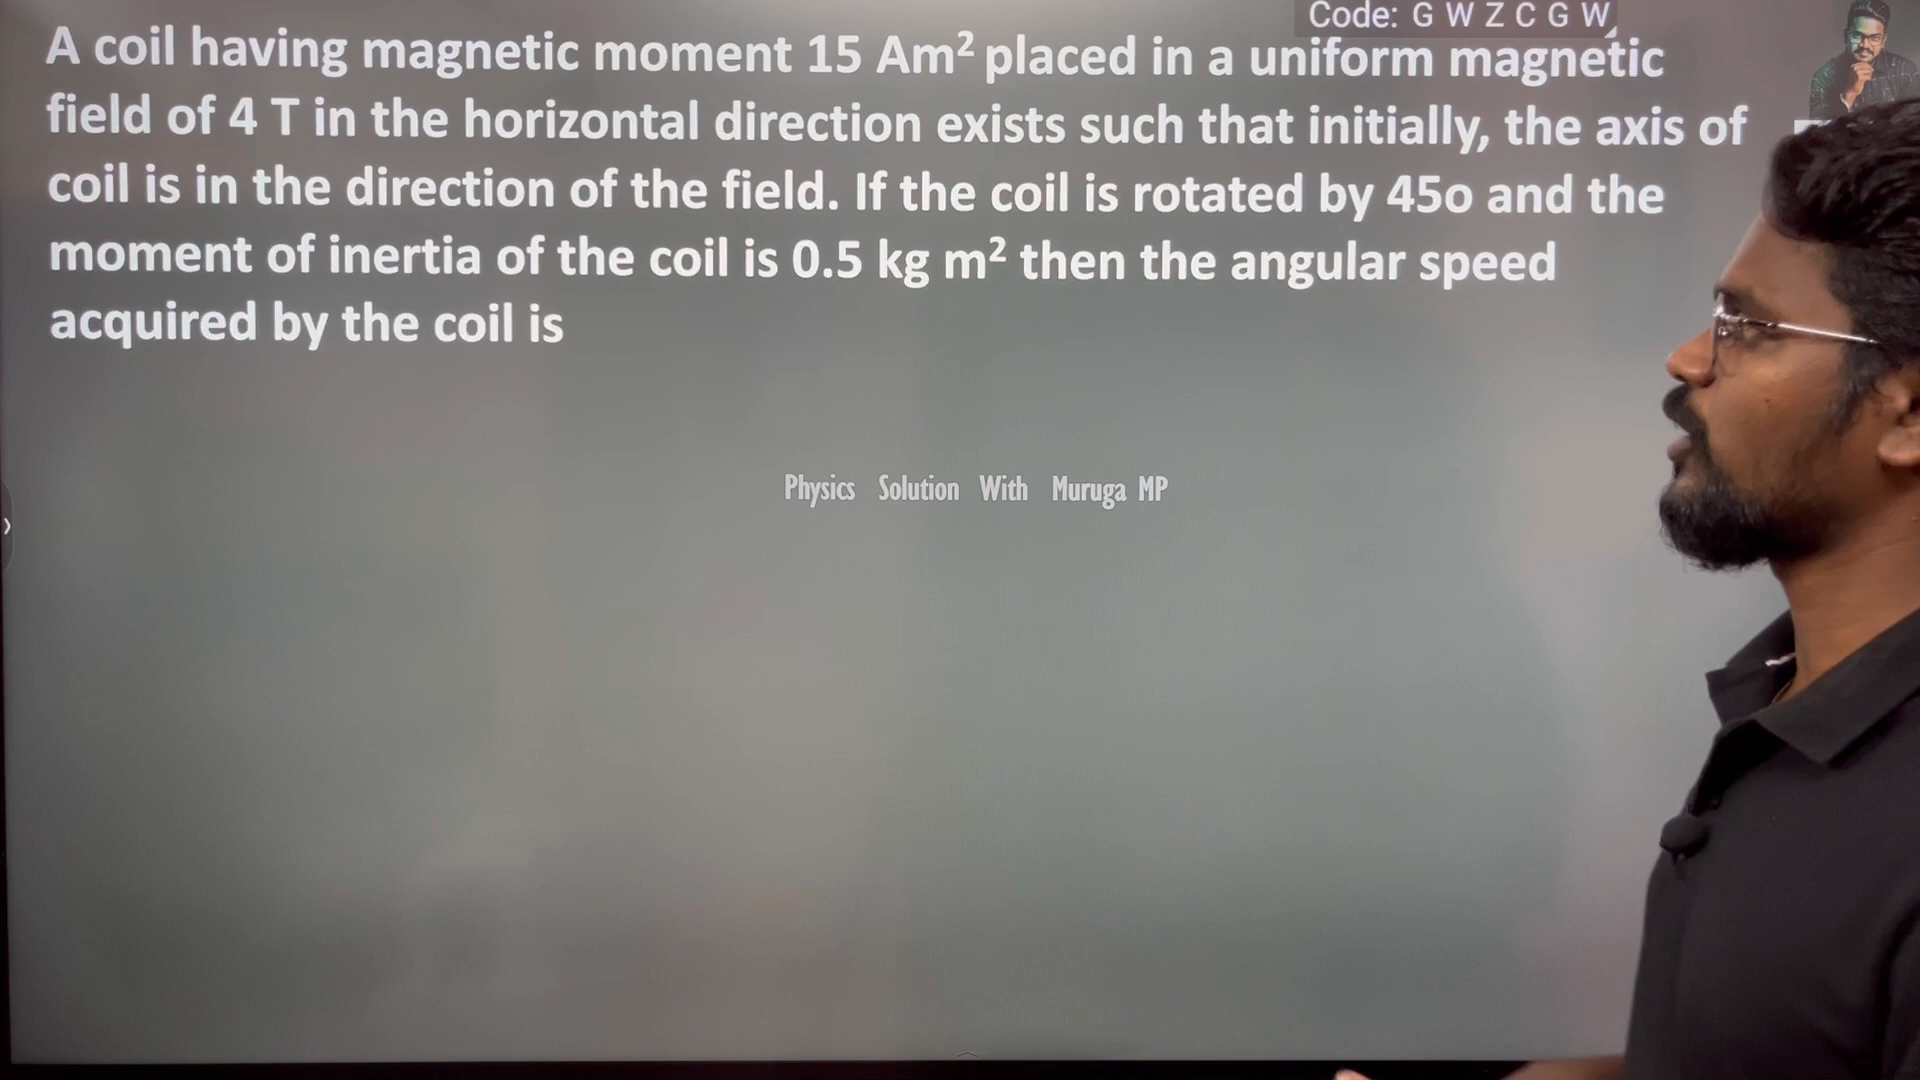 Code: G W Z C G W
A coil having magnetic moment 15 Am² placed in a uniform magnetic
field of 4 T in the horizontal direction exists such that initially, the axis of
coil is in the direction of the field. If the coil is rotated by 45o and the
moment of inertia of the coil is 0.5 kg m² then the angular speed
acquired by the coil is
Physics Solution With Muruga MP